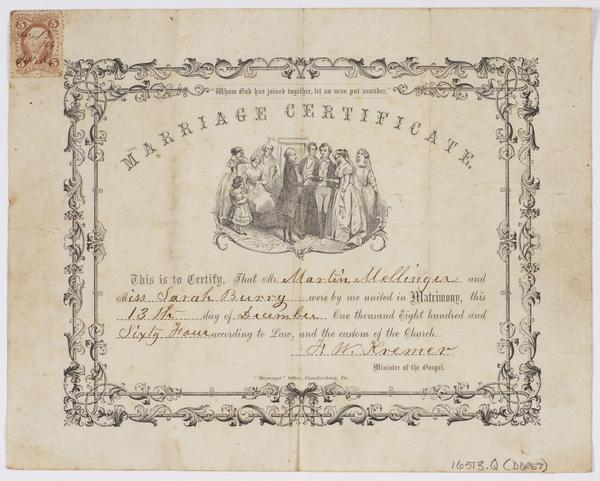 5 5
"Whom God has joined together, let no man put asunder."
MARRIAGE CERTIFICATE.
This is to Certify, That Mr. Martin Mellinger and
Miss Sarah Burry were by me united in Matrimony, this
13th day of December One thousand Eight hundred and
Sixty Four according to Law, and the custom of the Church.
F. W. Kremer
Minister of the Gospel.
"Messenger" Office, Chambersburg, Pa.
16513.Q (DDRE7)